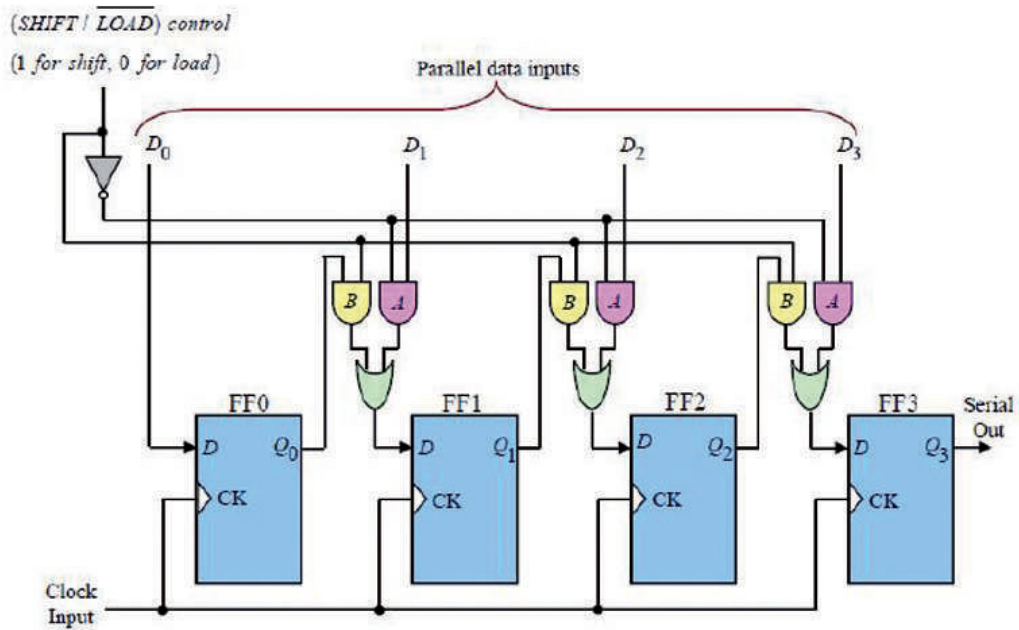 (SHIFT / LOAD) control
(1 for shift, 0 for load)
Parallel data inputs
D0 D1 D2 D3
B A B A B A
FF0 FF1 FF2 FF3
Serial
Out
D Q0 D Q1 D Q2 D Q3
CK CK CK CK
Clock
Input